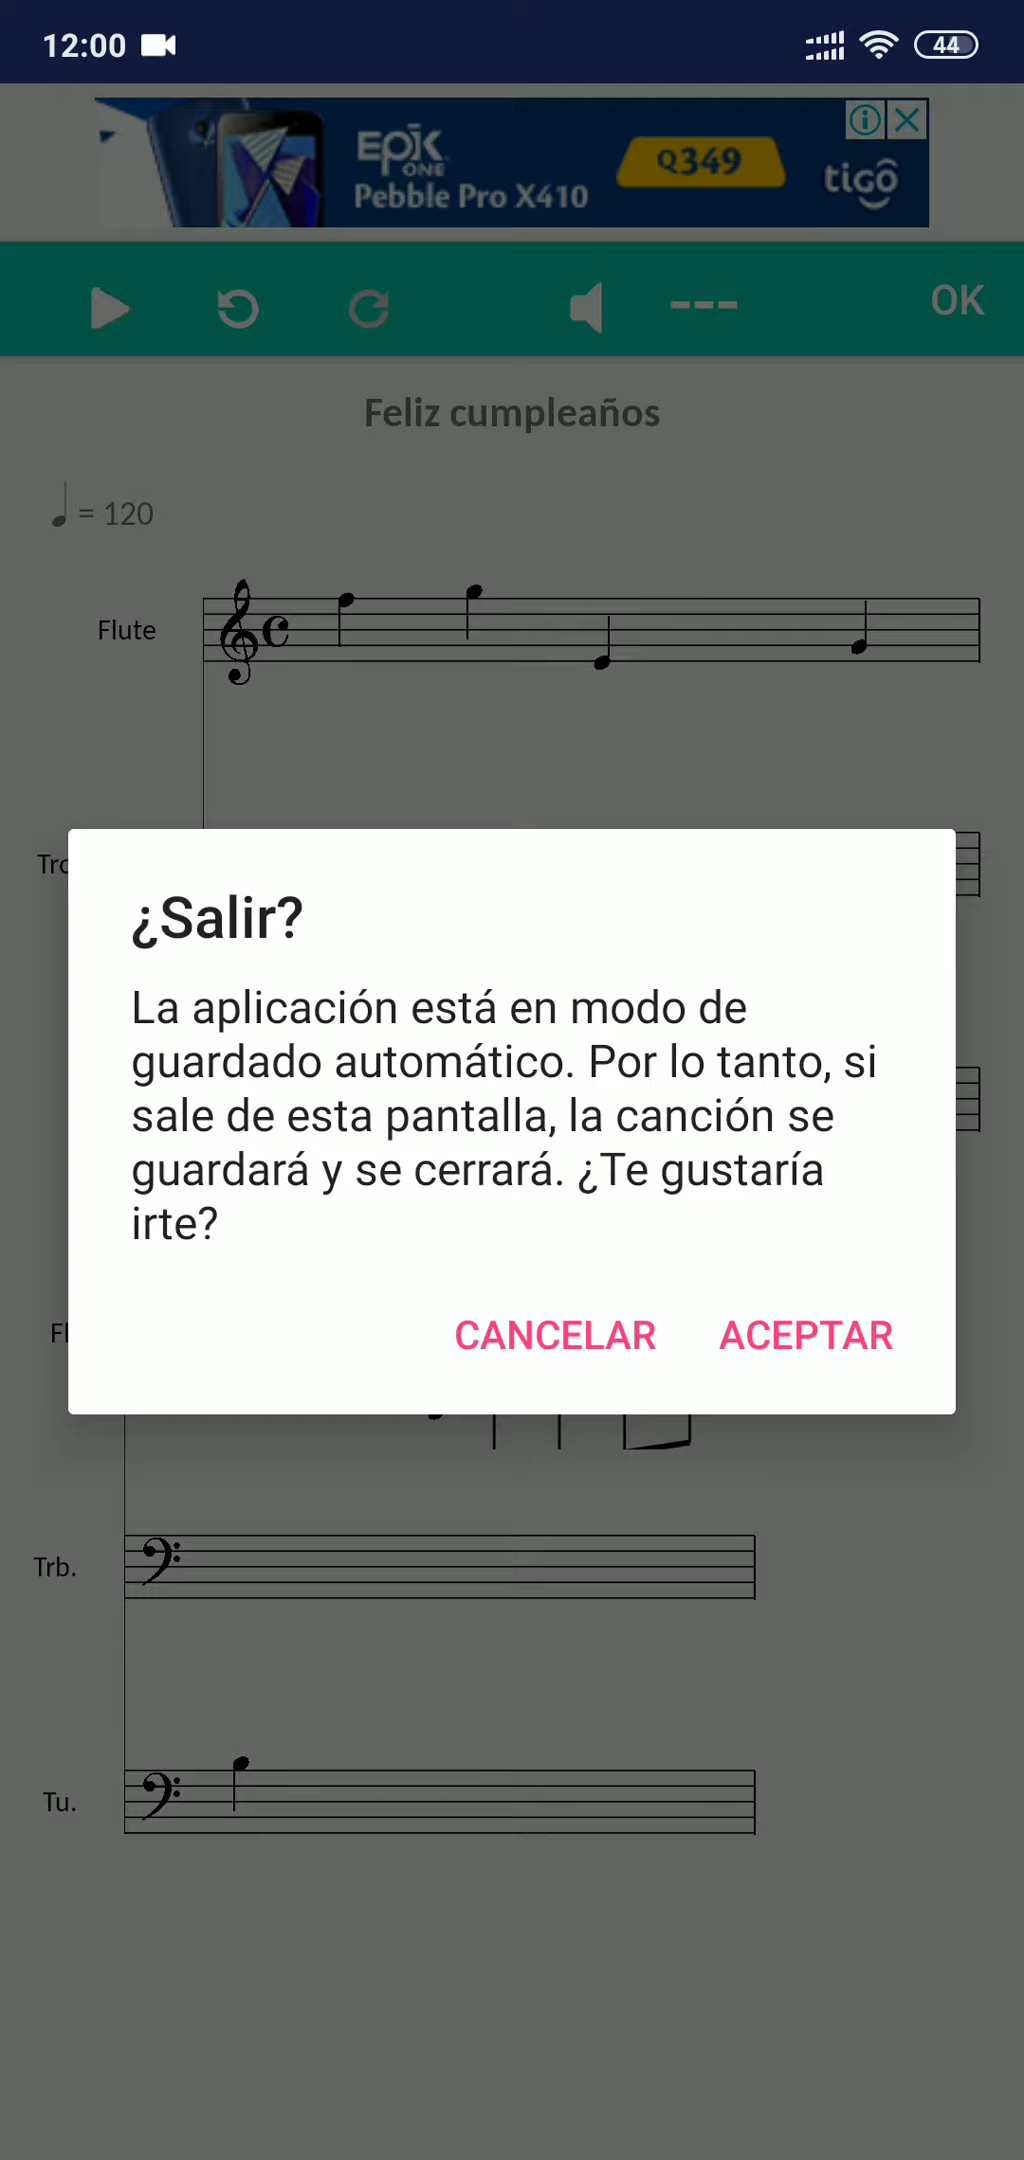 12:00
44
EPIK
ONE
Pebble Pro X410
Q349
tiGO
---
OK
Feliz cumpleaños
= 120
Flute
¿Salir?
La aplicación está en modo de
guardado automático. Por lo tanto, si
sale de esta pantalla, la canción se
guardará y se cerrará. ¿Te gustaría
irte?
CANCELAR ACEPTAR
Trb.
Tu.